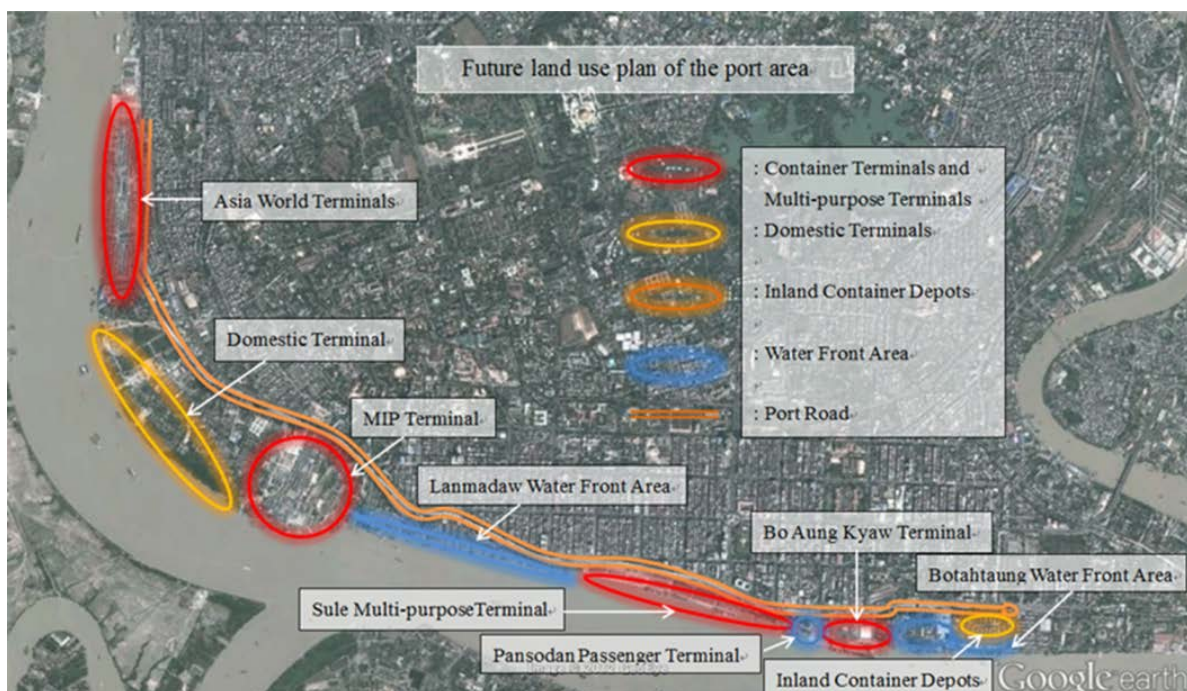 Future land use plan of the port area
: Container Terminals and
Multi-purpose Terminals
: Domestic Terminals
: Inland Container Depots
: Water Front Area
: Port Road
Asia World Terminals
Domestic Terminal
MIP Terminal
Lanmadaw Water Front Area
Bo Aung Kyaw Terminal
Botahtaung Water Front Area
Sule Multi-purpose Terminal
Pansodan Passenger Terminal
Inland Container Depots
Google earth